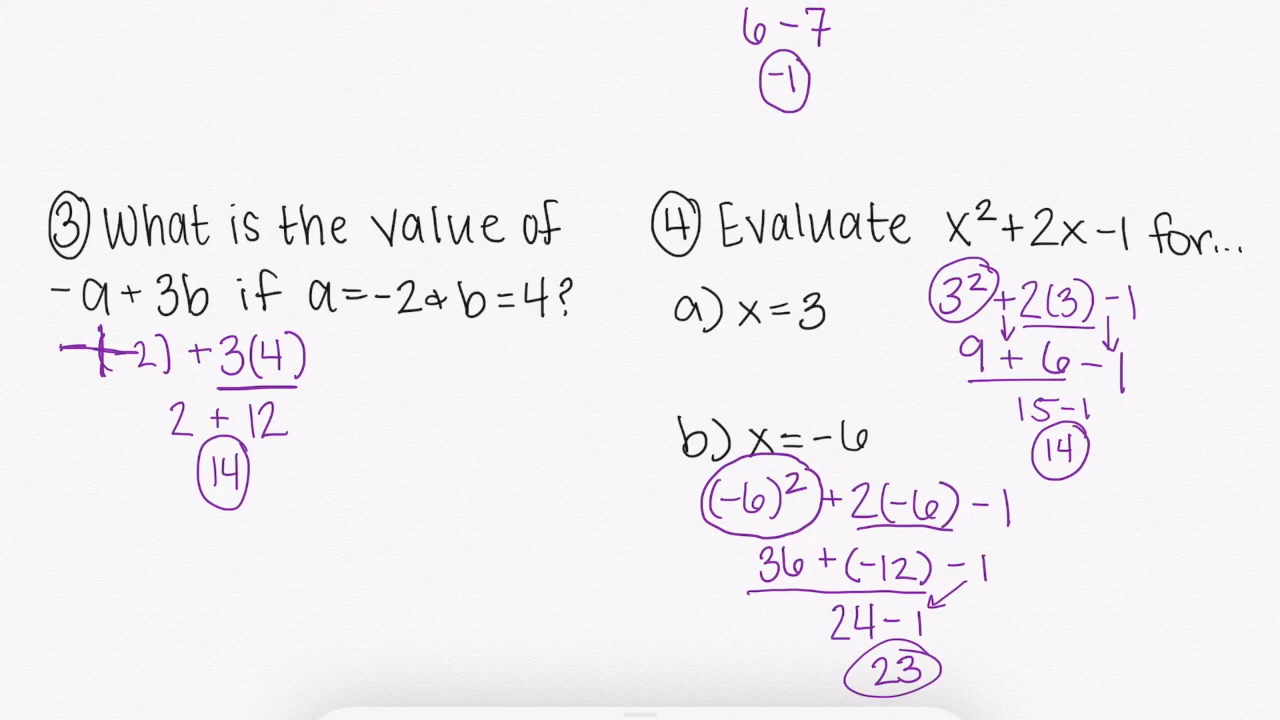 6 - 7
-1
③ What is the value of
-a + 3b if a = -2 & b = 4?
-(-2) + 3(4)
2 + 12
14
④ Evaluate x² + 2x - 1 for...
a) x = 3
3² + 2(3) - 1
9 + 6 - 1
15 - 1
14
b) x = -6
(-6)² + 2(-6) - 1
36 + (-12) - 1
24 - 1
23